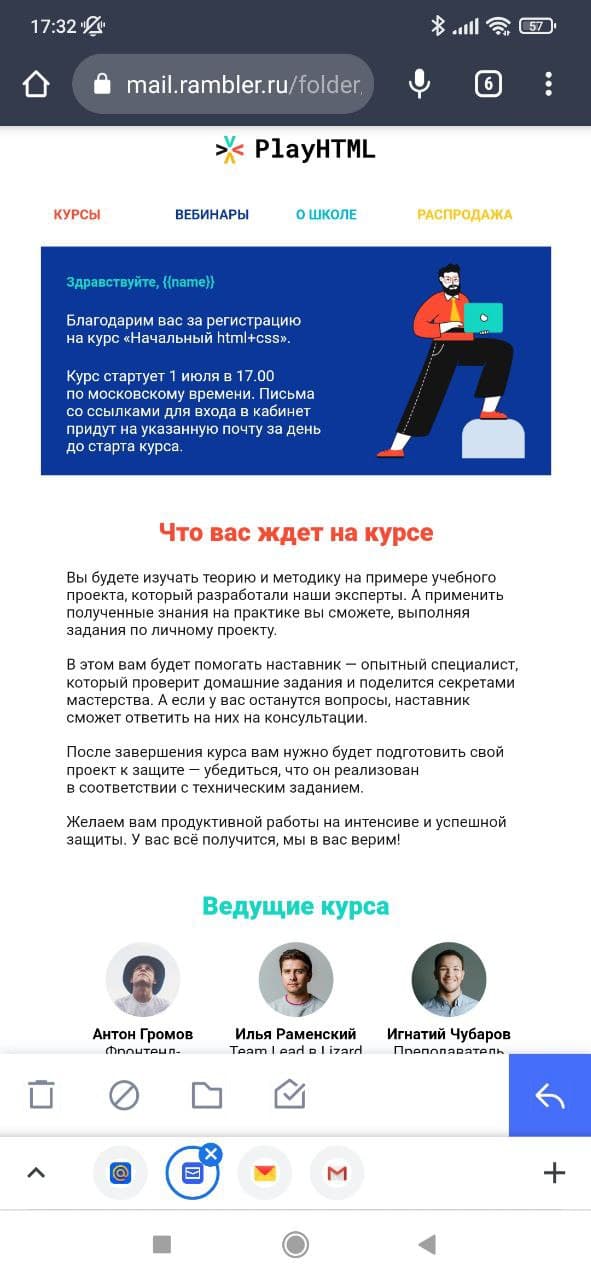 17:32
57
mail.rambler.ru/folder
6
PlayHTML
КУРСЫ
ВЕБИНАРЫ
О ШКОЛЕ
РАСПРОДАЖА
Здравствуйте, {{name}}
Благодарим вас за регистрацию
на курс «Начальный html+css».
Курс стартует 1 июля в 17.00
по московскому времени. Письма
со ссылками для входа в кабинет
придут на указанную почту за день
до старта курса.
Что вас ждет на курсе
Вы будете изучать теорию и методику на примере учебного
проекта, который разработали наши эксперты. А применить
полученные знания на практике вы сможете, выполняя
задания по личному проекту.
В этом вам будет помогать наставник — опытный специалист,
который проверит домашние задания и поделится секретами
мастерства. А если у вас останутся вопросы, наставник
сможет ответить на них на консультации.
После завершения курса вам нужно будет подготовить свой
проект к защите — убедиться, что он реализован
в соответствии с техническим заданием.
Желаем вам продуктивной работы на интенсиве и успешной
защиты. У вас всё получится, мы в вас верим!
Ведущие курса
Антон Громов
Илья Раменский
Игнатий Чубаров
Фронтенд-
Team Lead в Lizard
Преподаватель